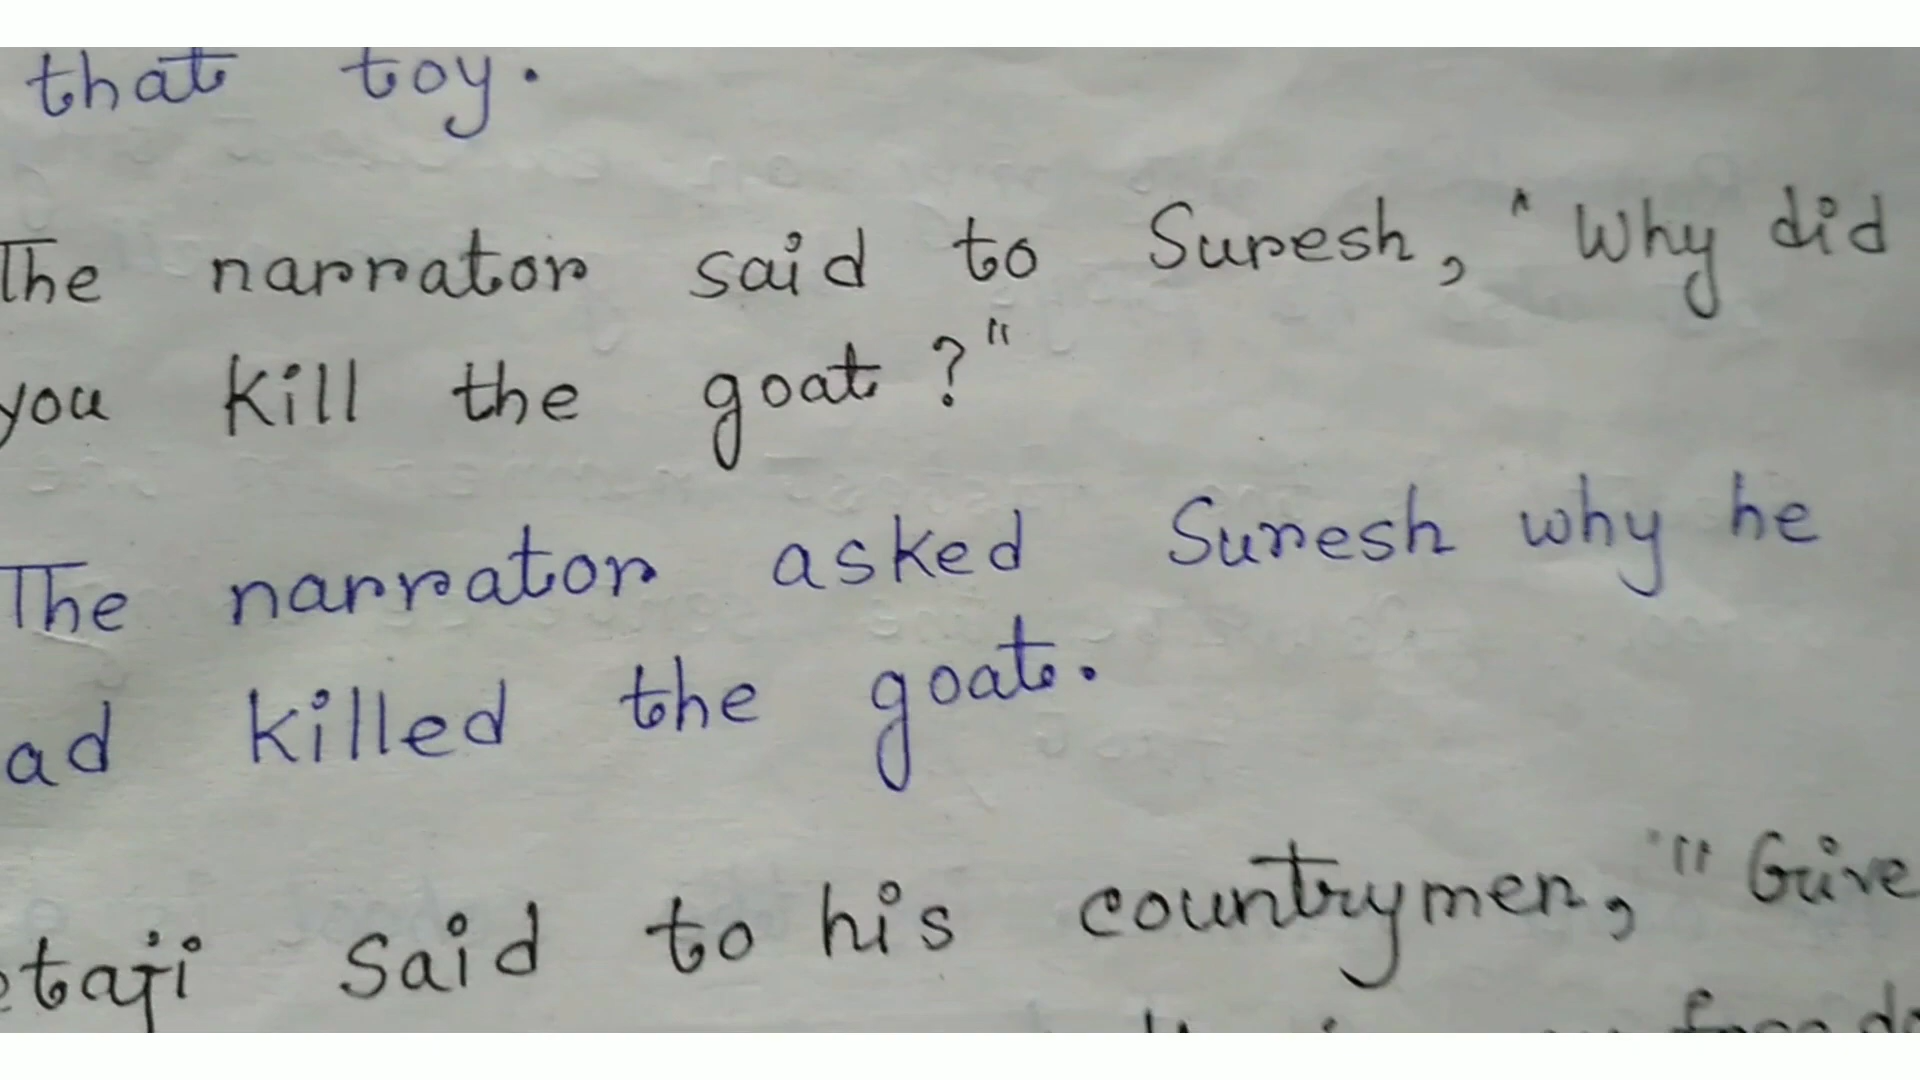 that toy.
The narrator said to Suresh, "Why did
you kill the goat?"
The narrator asked Suresh why he
ad killed the goat.
etaji said to his countrymen, "Give